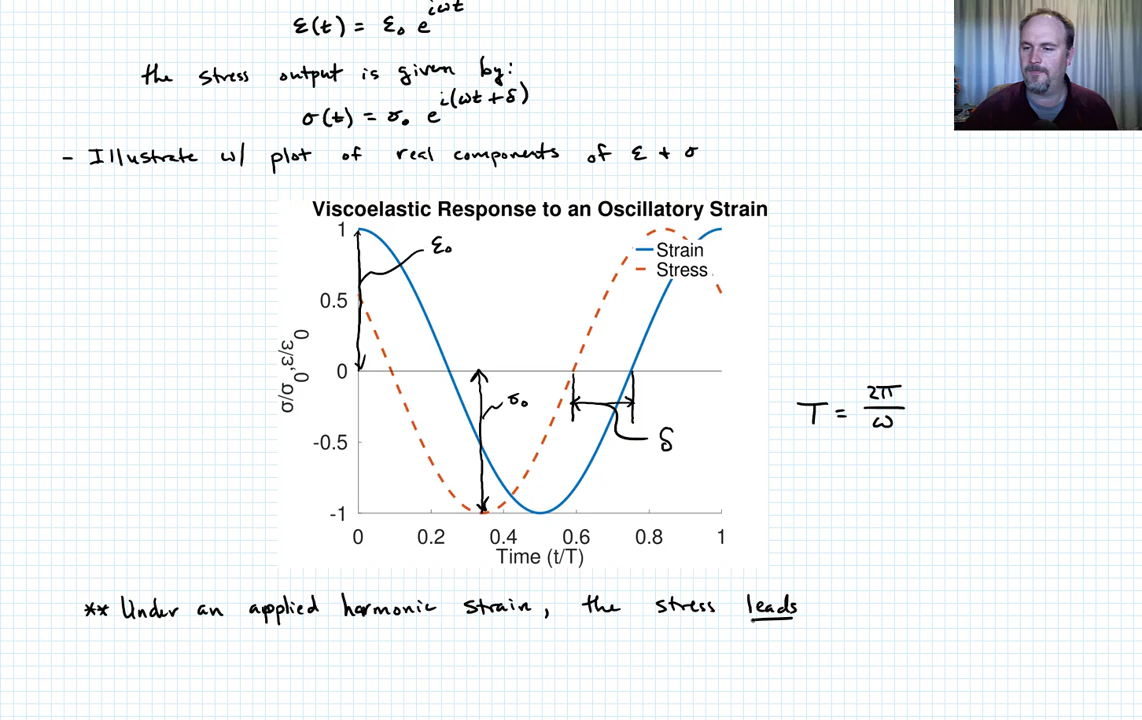 ε(t) = ε₀ e^{iωt}
the stress output is given by:
σ(t) = σ₀ e^{i(ωt + δ)}
- Illustrate w/ plot of real components of ε + σ
Viscoelastic Response to an Oscillatory Strain
1
0.5
0
-0.5
-1
σ/σ₀,ε/ε₀
ε₀
Strain
Stress
σ₀
δ
0 0.2 0.4 0.6 0.8 1
Time (t/T)
T = 2π/ω
** Under an applied harmonic strain, the stress leads